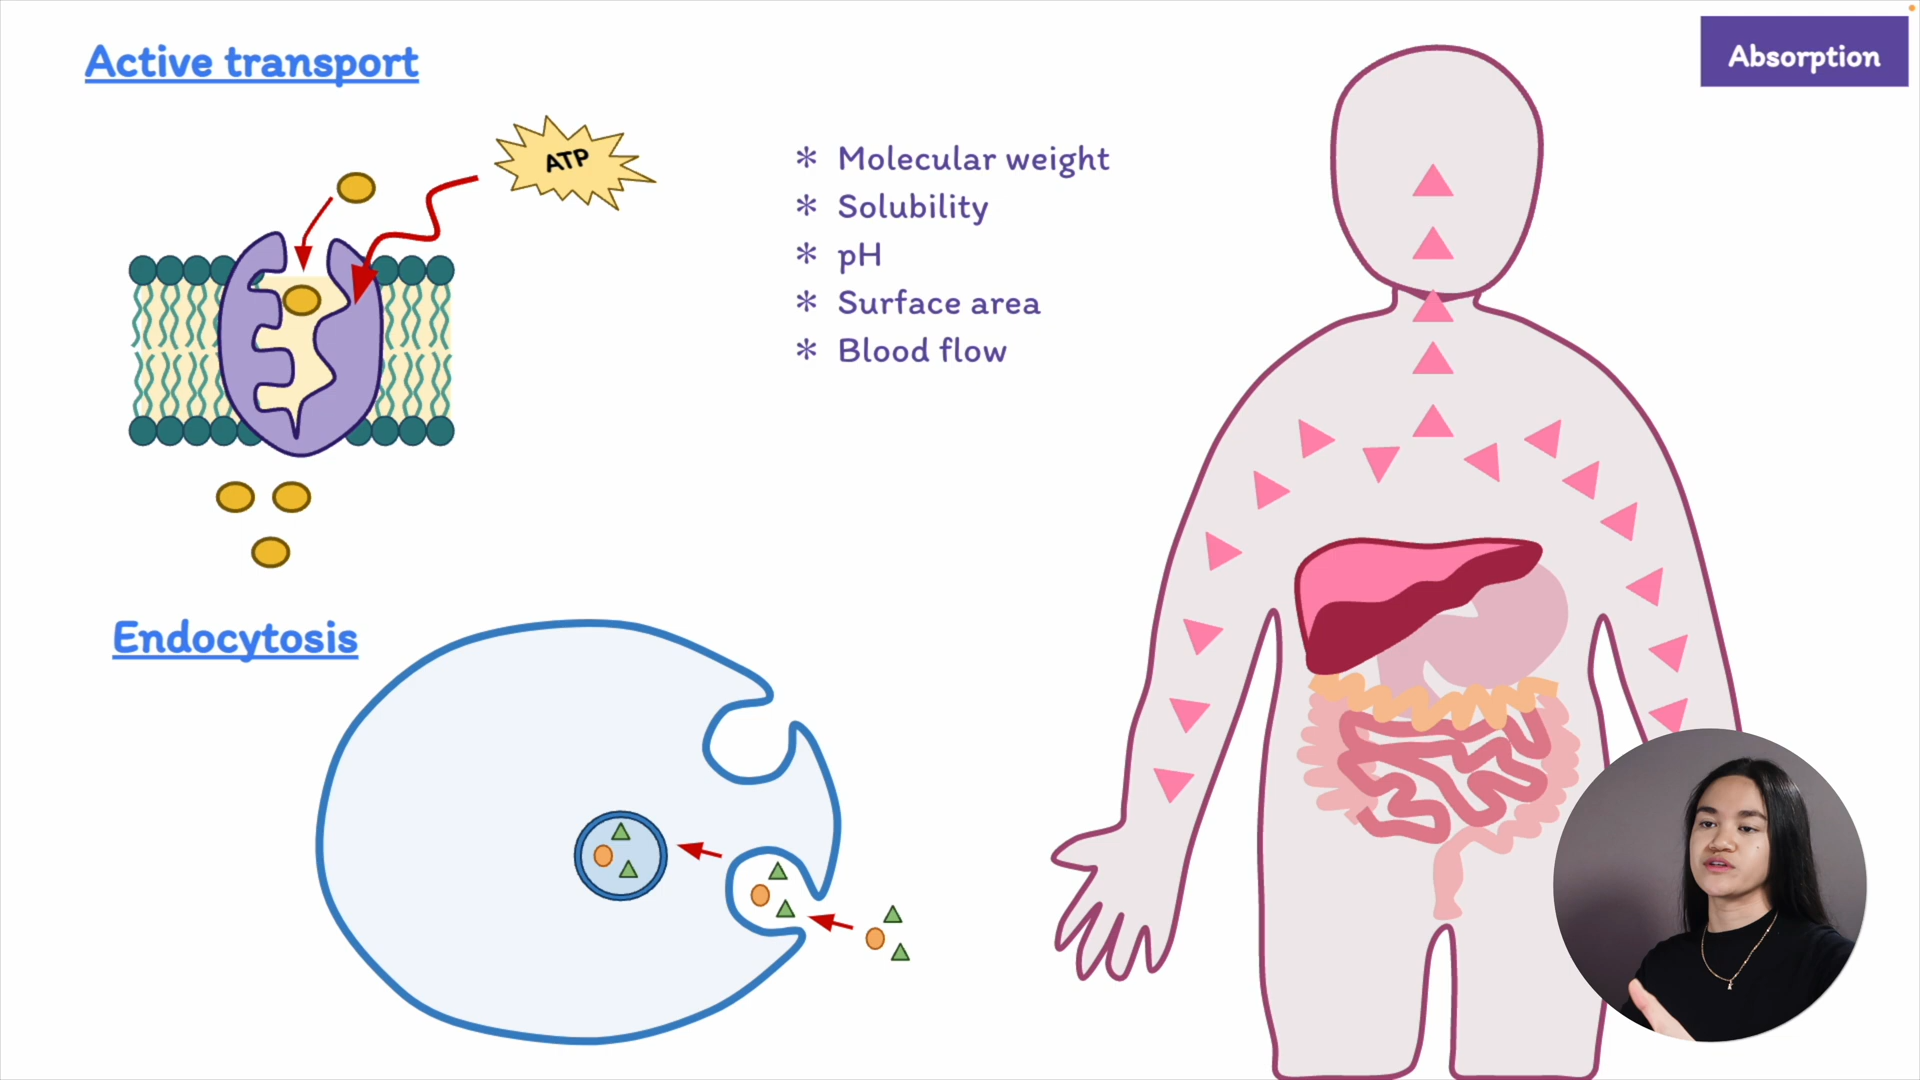 Active transport
Absorption
ATP
* Molecular weight
* Solubility
* pH
* Surface area
* Blood flow
Endocytosis